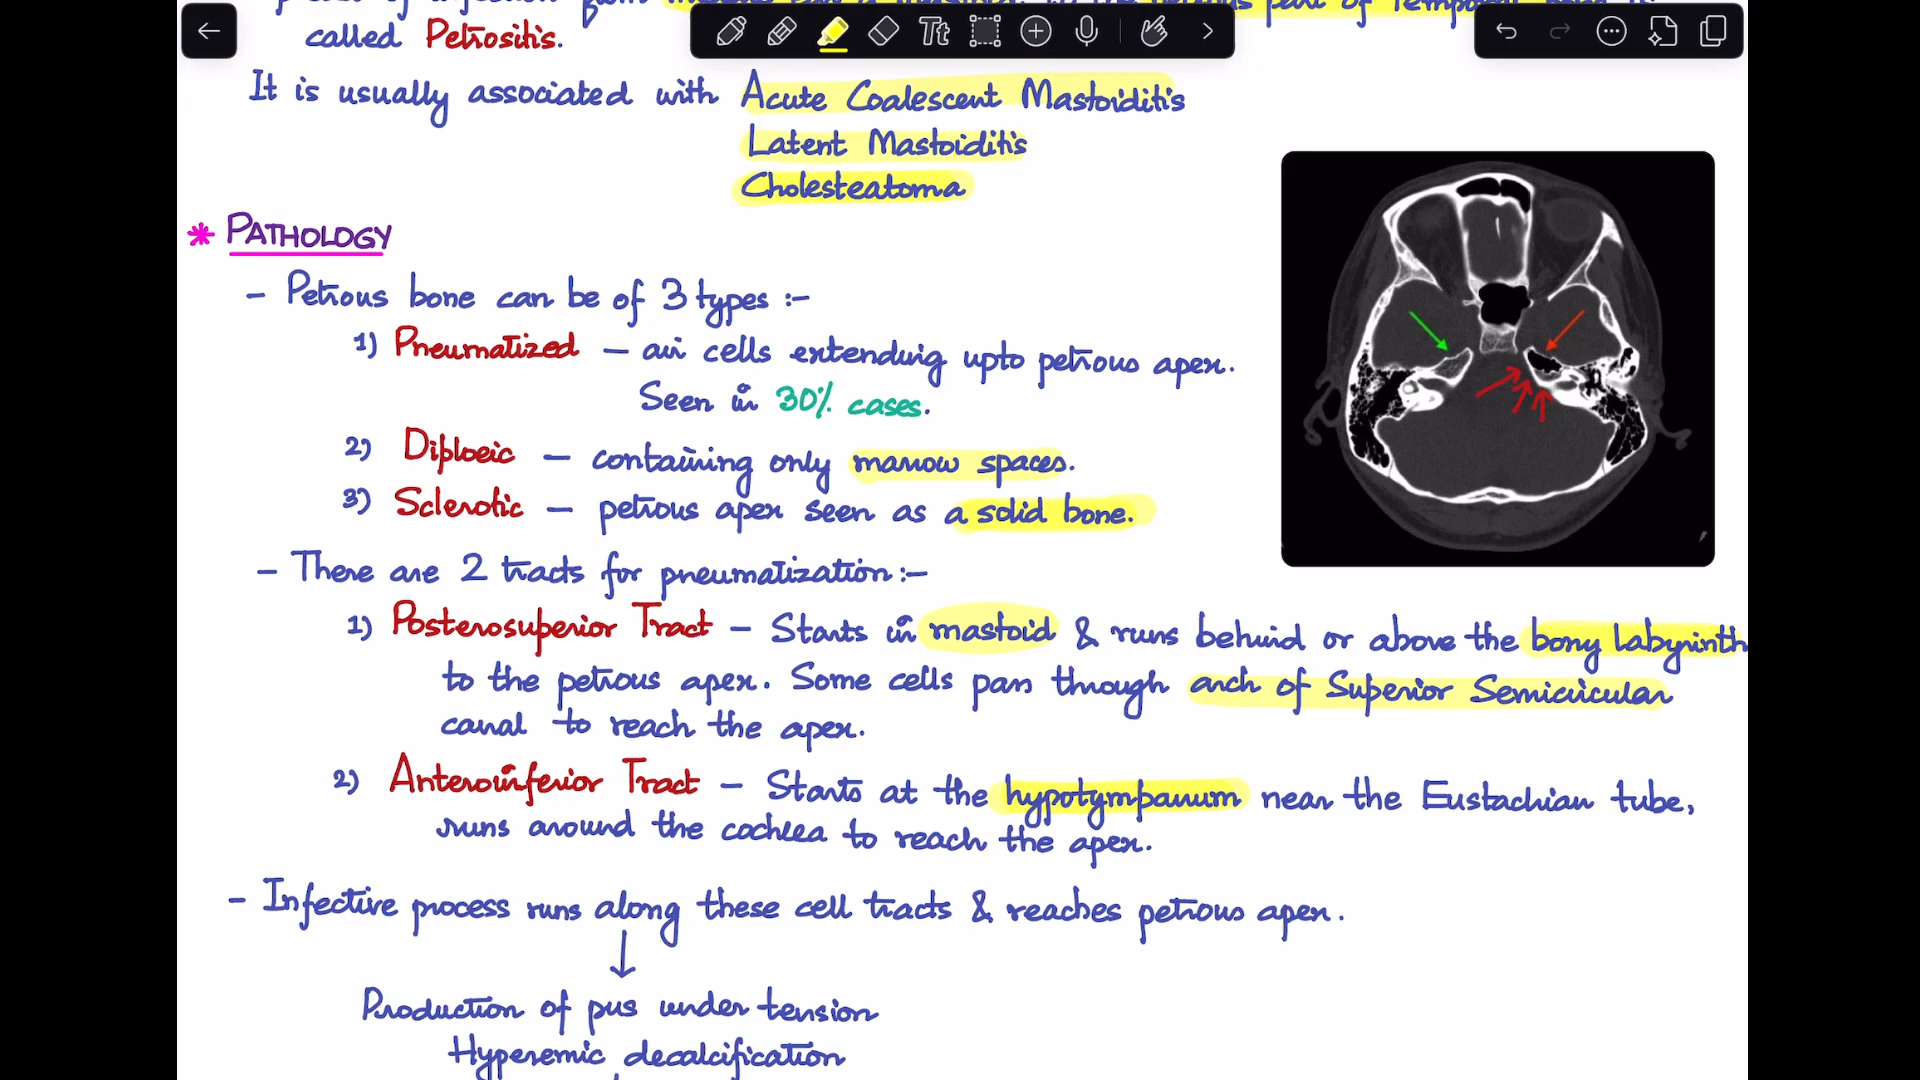 called Petrositis.
It is usually associated with Acute Coalescent Mastoiditis
Latent Mastoiditis
Cholesteatoma
* PATHOLOGY
- Petrous bone can be of 3 types :-
1) Pneumatized - air cells extending upto petrous apex.
Seen in 30% cases.
2) Diploeic - containing only marrow spaces.
3) Sclerotic - petrous apex seen as a solid bone.
- There are 2 tracts for pneumatization :-
1) Posterosuperior Tract - Starts in mastoid & runs behind or above the bony labyrinth
to the petrous apex. Some cells pass through arch of Superior Semicircular
canal to reach the apex.
2) Anteroinferior Tract - Starts at the hypotympanum near the Eustachian tube,
runs around the cochlea to reach the apex.
- Infective process runs along these cell tracts & reaches petrous apex.
↓
Production of pus under tension
Hyperemic decalcification